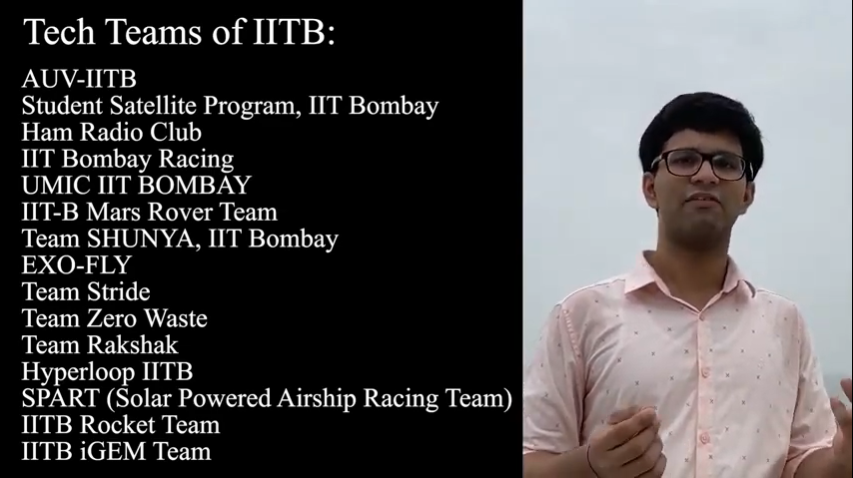 Tech Teams of IITB:
AUV-IITB
Student Satellite Program, IIT Bombay
Ham Radio Club
IIT Bombay Racing
UMIC IIT BOMBAY
IIT-B Mars Rover Team
Team SHUNYA, IIT Bombay
EXO-FLY
Team Stride
Team Zero Waste
Team Rakshak
Hyperloop IITB
SPART (Solar Powered Airship Racing Team)
IITB Rocket Team
IITB iGEM Team